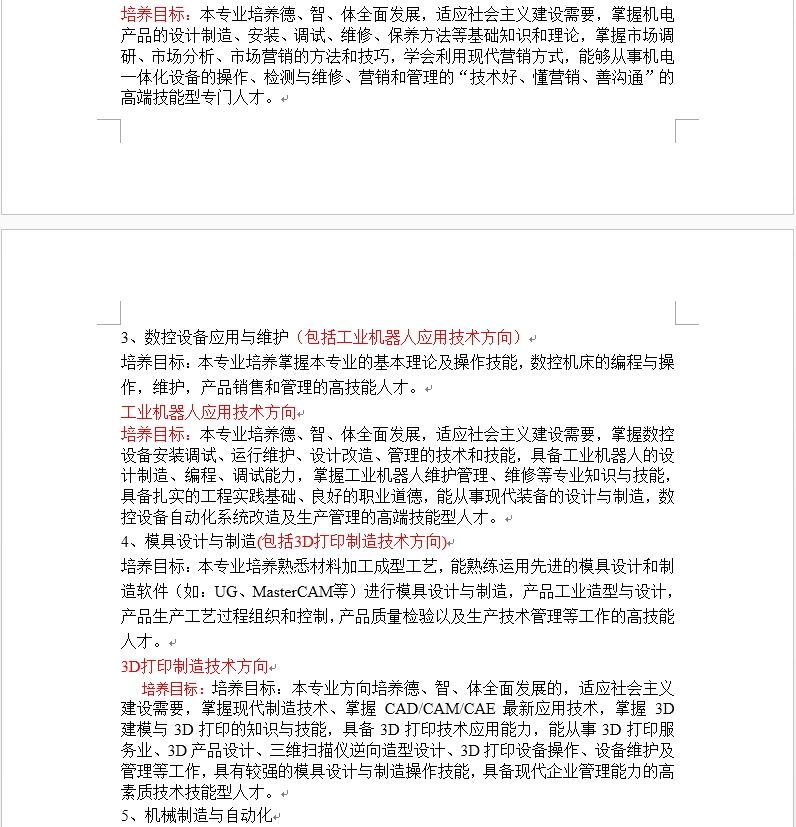 培养目标：本专业培养德、智、体全面发展，适应社会主义建设需要，掌握机电
产品的设计制造、安装、调试、维修、保养方法等基础知识和理论，掌握市场调
研、市场分析、市场营销的方法和技巧，学会利用现代营销方式，能够从事机电
一体化设备的操作、检测与维修、营销和管理的“技术好、懂营销、善沟通”的
高端技能型专门人才。
3、数控设备应用与维护（包括工业机器人应用技术方向）
培养目标：本专业培养掌握本专业的基本理论及操作技能，数控机床的编程与操
作，维护，产品销售和管理的高技能人才。
工业机器人应用技术方向
培养目标：本专业培养德、智、体全面发展，适应社会主义建设需要，掌握数控
设备安装调试、运行维护、设计改造、管理的技术和技能，具备工业机器人的设
计制造、编程、调试能力，掌握工业机器人维护管理、维修等专业知识与技能，
具备扎实的工程实践基础、良好的职业道德，能从事现代装备的设计与制造，数
控设备自动化系统改造及生产管理的高端技能型人才。
4、模具设计与制造(包括3D打印制造技术方向)
培养目标：本专业培养熟悉材料加工成型工艺，能熟练运用先进的模具设计和制
造软件（如：UG、MasterCAM等）进行模具设计与制造，产品工业造型与设计，
产品生产工艺过程组织和控制，产品质量检验以及生产技术管理等工作的高技能
人才。
3D打印制造技术方向
培养目标：培养目标：本专业方向培养德、智、体全面发展的，适应社会主义
建设需要，掌握现代制造技术、掌握 CAD/CAM/CAE 最新应用技术，掌握 3D
建模与 3D 打印的知识与技能，具备 3D 打印技术应用能力，能从事 3D 打印服
务业、3D 产品设计、三维扫描仪逆向造型设计、3D 打印设备操作、设备维护及
管理等工作，具有较强的模具设计与制造操作技能，具备现代企业管理能力的高
素质技术技能型人才。
5、机械制造与自动化